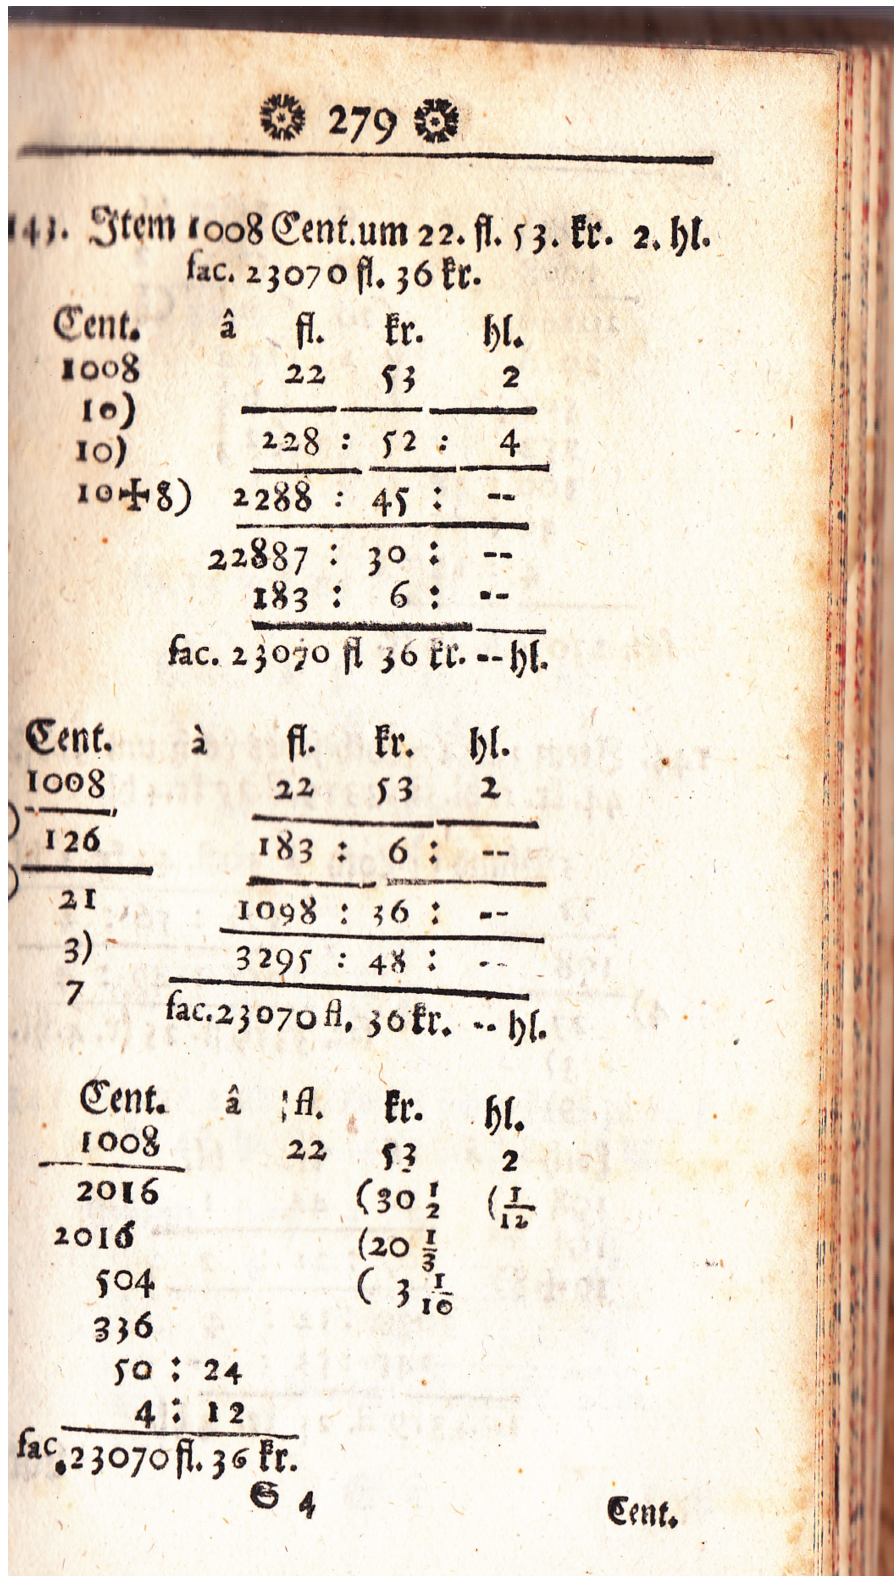 279
143. Item 1008 Cent. um 22. fl. 53. kr. 2. hl.
fac. 23070 fl. 36 kr.
Cent. â fl. kr. hl.
1008 22 53 2
10)
10) 228 : 52 : 4
10+8) 2288 : 45 : --
22887 : 30 : --
183 : 6 : --
fac. 23070 fl 36 kr. -- hl.
Cent. à fl. kr. hl.
1008 22 53 2
) 126 183 : 6 : --
) 21 1098 : 36 : --
3) 3295 : 48 : --
7 fac. 23070 fl. 36 kr. -- hl.
Cent. â fl. kr. hl.
1008 22 53 2
2016 (30 1/2 (1/12
2016 (20 1/3
504 ( 3 1/10
336
50 : 24
4 : 12
fac. 23070 fl. 36 kr.
S 4 Cent.